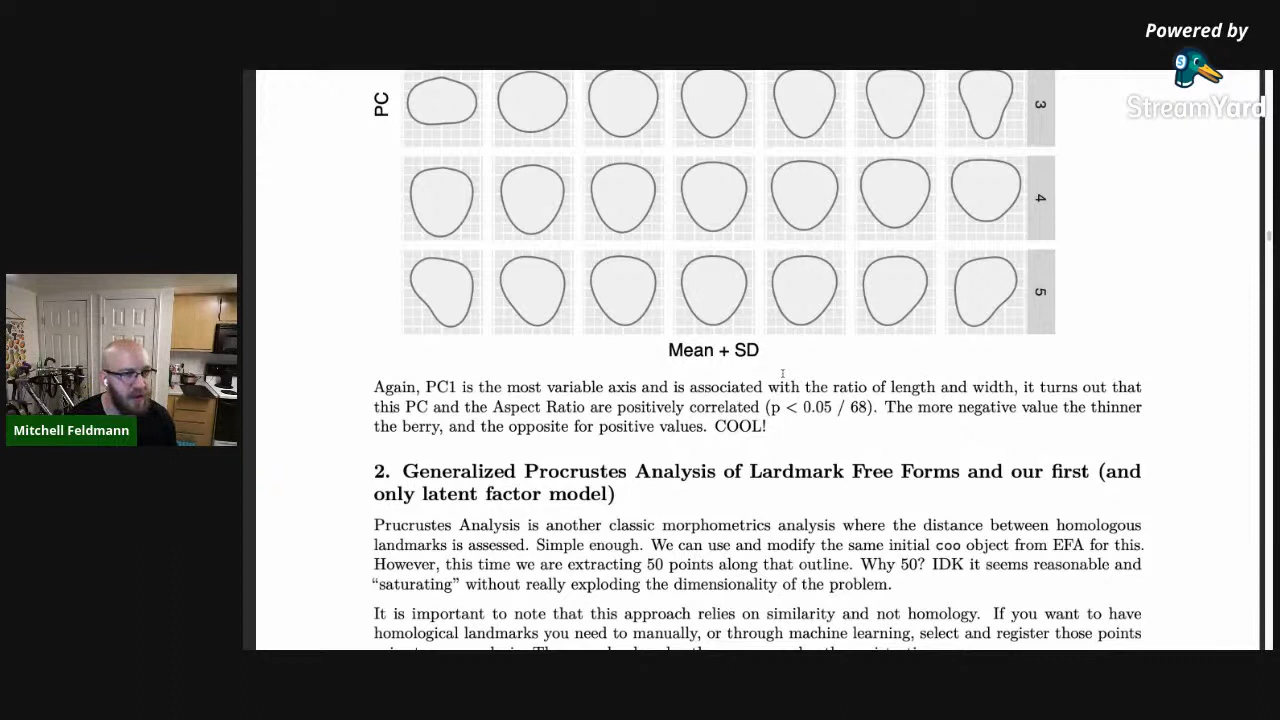 Powered by
StreamYard
PC
3
4
5
Mean + SD
Again, PC1 is the most variable axis and is associated with the ratio of length and width, it turns out that
this PC and the Aspect Ratio are positively correlated (p < 0.05 / 68). The more negative value the thinner
the berry, and the opposite for positive values. COOL!
2. Generalized Procrustes Analysis of Lardmark Free Forms and our first (and
only latent factor model)
Prucrustes Analysis is another classic morphometrics analysis where the distance between homologous
landmarks is assessed. Simple enough. We can use and modify the same initial coo object from EFA for this.
However, this time we are extracting 50 points along that outline. Why 50? IDK it seems reasonable and
“saturating” without really exploding the dimensionality of the problem.
It is important to note that this approach relies on similarity and not homology. If you want to have
homological landmarks you need to manually, or through machine learning, select and register those points
Mitchell Feldmann